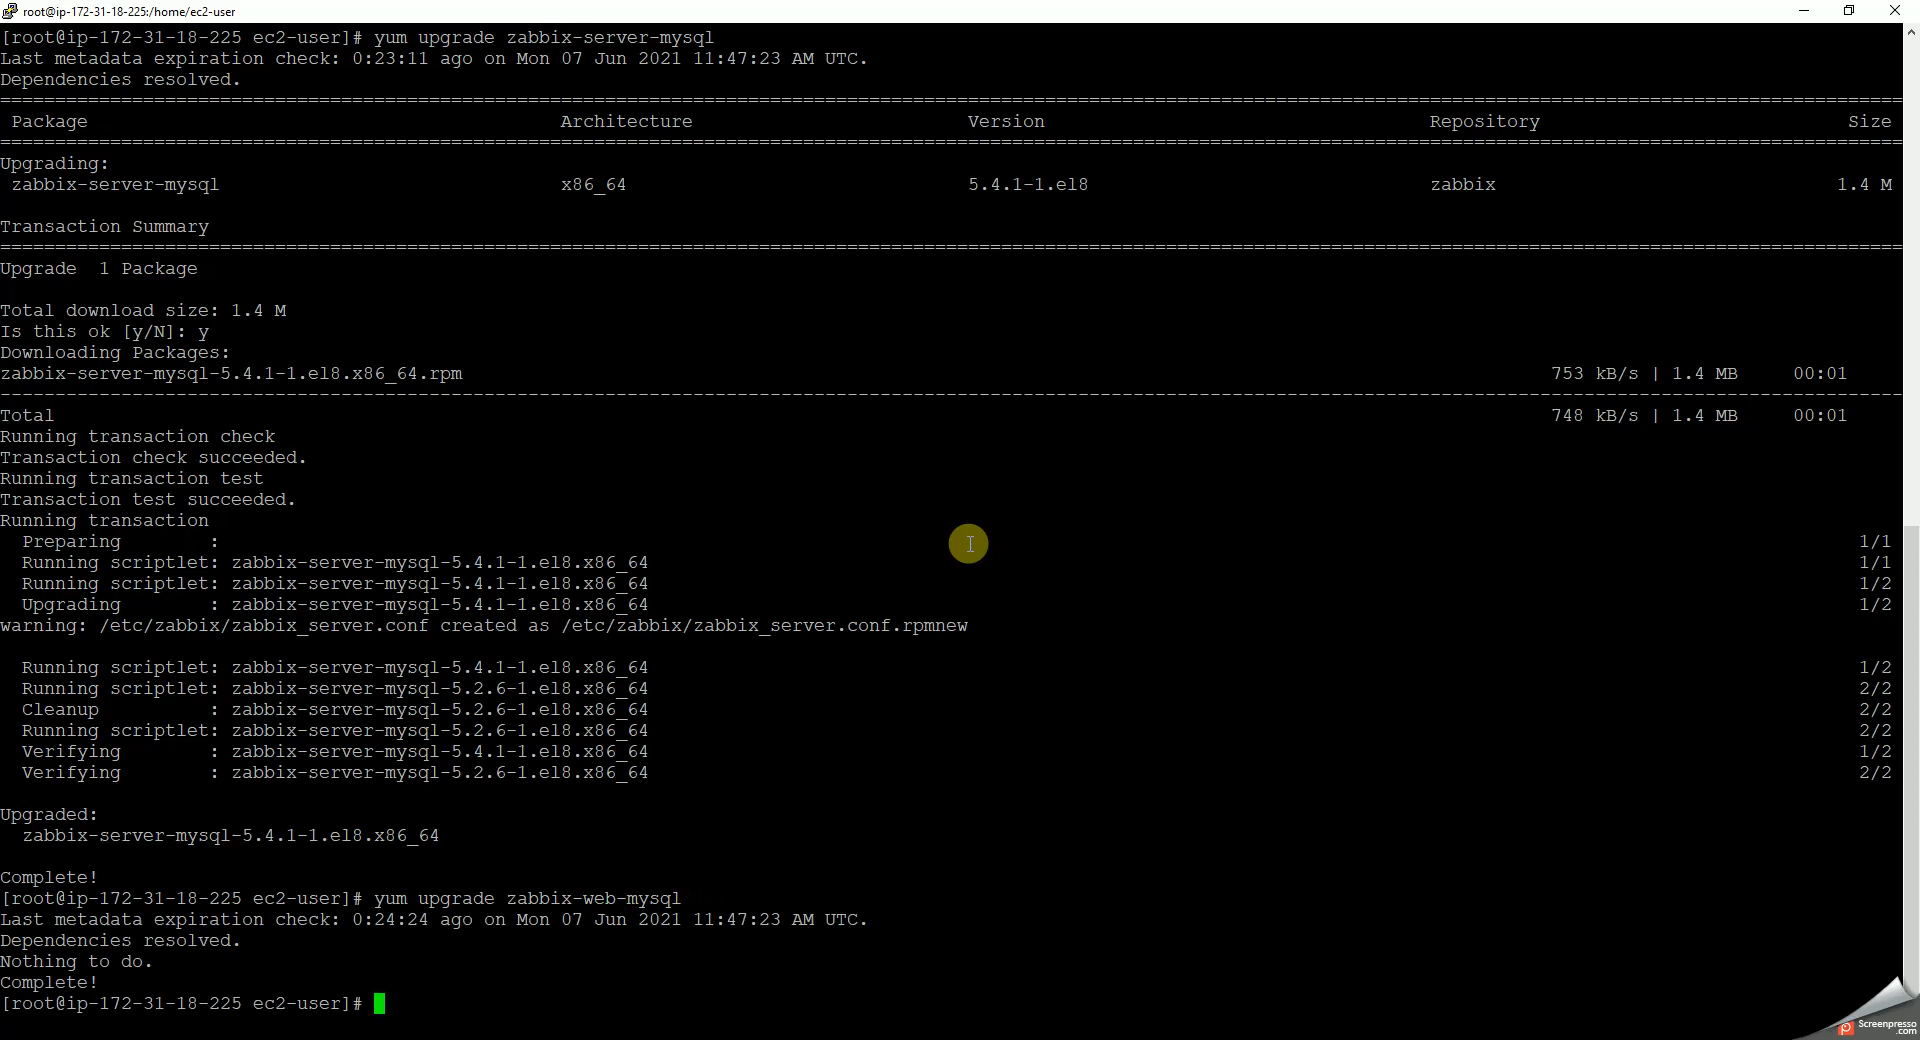 root@ip-172-31-18-225:/home/ec2-user
[root@ip-172-31-18-225 ec2-user]# yum upgrade zabbix-server-mysql
Last metadata expiration check: 0:23:11 ago on Mon 07 Jun 2021 11:47:23 AM UTC.
Dependencies resolved.
Package Architecture Version Repository Size
Upgrading:
zabbix-server-mysql x86_64 5.4.1-1.el8 zabbix 1.4 M
Transaction Summary
Upgrade 1 Package
Total download size: 1.4 M
Is this ok [y/N]: y
Downloading Packages:
zabbix-server-mysql-5.4.1-1.el8.x86_64.rpm 753 kB/s | 1.4 MB 00:01
Total 748 kB/s | 1.4 MB 00:01
Running transaction check
Transaction check succeeded.
Running transaction test
Transaction test succeeded.
Running transaction
Preparing : 1/1
Running scriptlet: zabbix-server-mysql-5.4.1-1.el8.x86_64 1/1
Running scriptlet: zabbix-server-mysql-5.4.1-1.el8.x86_64 1/2
Upgrading : zabbix-server-mysql-5.4.1-1.el8.x86_64 1/2
warning: /etc/zabbix/zabbix_server.conf created as /etc/zabbix/zabbix_server.conf.rpmnew
Running scriptlet: zabbix-server-mysql-5.4.1-1.el8.x86_64 1/2
Running scriptlet: zabbix-server-mysql-5.2.6-1.el8.x86_64 2/2
Cleanup : zabbix-server-mysql-5.2.6-1.el8.x86_64 2/2
Running scriptlet: zabbix-server-mysql-5.2.6-1.el8.x86_64 2/2
Verifying : zabbix-server-mysql-5.4.1-1.el8.x86_64 1/2
Verifying : zabbix-server-mysql-5.2.6-1.el8.x86_64 2/2
Upgraded:
zabbix-server-mysql-5.4.1-1.el8.x86_64
Complete!
[root@ip-172-31-18-225 ec2-user]# yum upgrade zabbix-web-mysql
Last metadata expiration check: 0:24:24 ago on Mon 07 Jun 2021 11:47:23 AM UTC.
Dependencies resolved.
Nothing to do.
Complete!
[root@ip-172-31-18-225 ec2-user]#
Screenpresso
.com